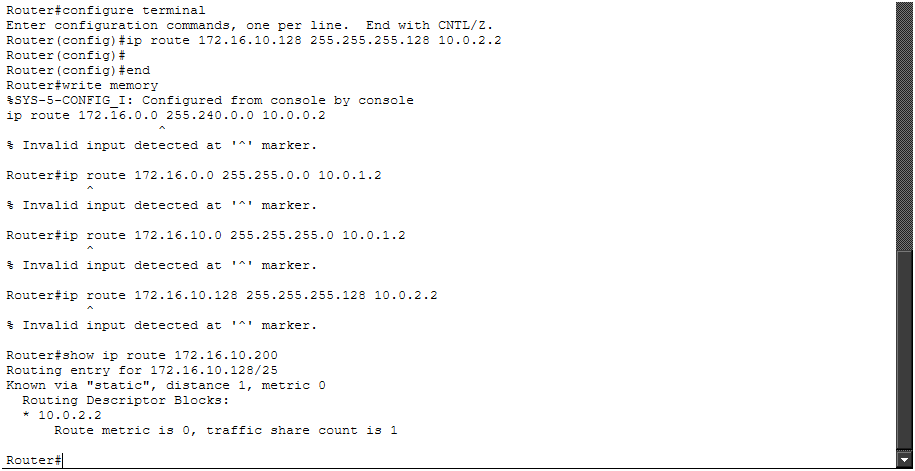 Router#configure terminal
Enter configuration commands, one per line.  End with CNTL/Z.
Router(config)#ip route 172.16.10.128 255.255.255.128 10.0.2.2
Router(config)#
Router(config)#end
Router#write memory
%SYS-5-CONFIG_I: Configured from console by console
ip route 172.16.0.0 255.240.0.0 10.0.0.2
                   ^
% Invalid input detected at '^' marker.

Router#ip route 172.16.0.0 255.255.0.0 10.0.1.2
          ^
% Invalid input detected at '^' marker.

Router#ip route 172.16.10.0 255.255.255.0 10.0.1.2
          ^
% Invalid input detected at '^' marker.

Router#ip route 172.16.10.128 255.255.255.128 10.0.2.2
          ^
% Invalid input detected at '^' marker.

Router#show ip route 172.16.10.200
Routing entry for 172.16.10.128/25
Known via "static", distance 1, metric 0
  Routing Descriptor Blocks:
  * 10.0.2.2
      Route metric is 0, traffic share count is 1

Router#